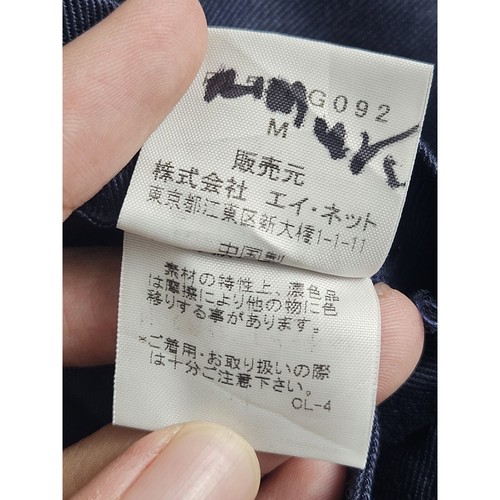 G092
M
販売元
株式会社 エイ・ネット
東京都江東区新大橋1-1-11
中国製
素材の特性上、濃色品
は摩擦により他の物に色
移りする事があります。
*ご着用・お取り扱いの際
は十分ご注意下さい。
CL-4